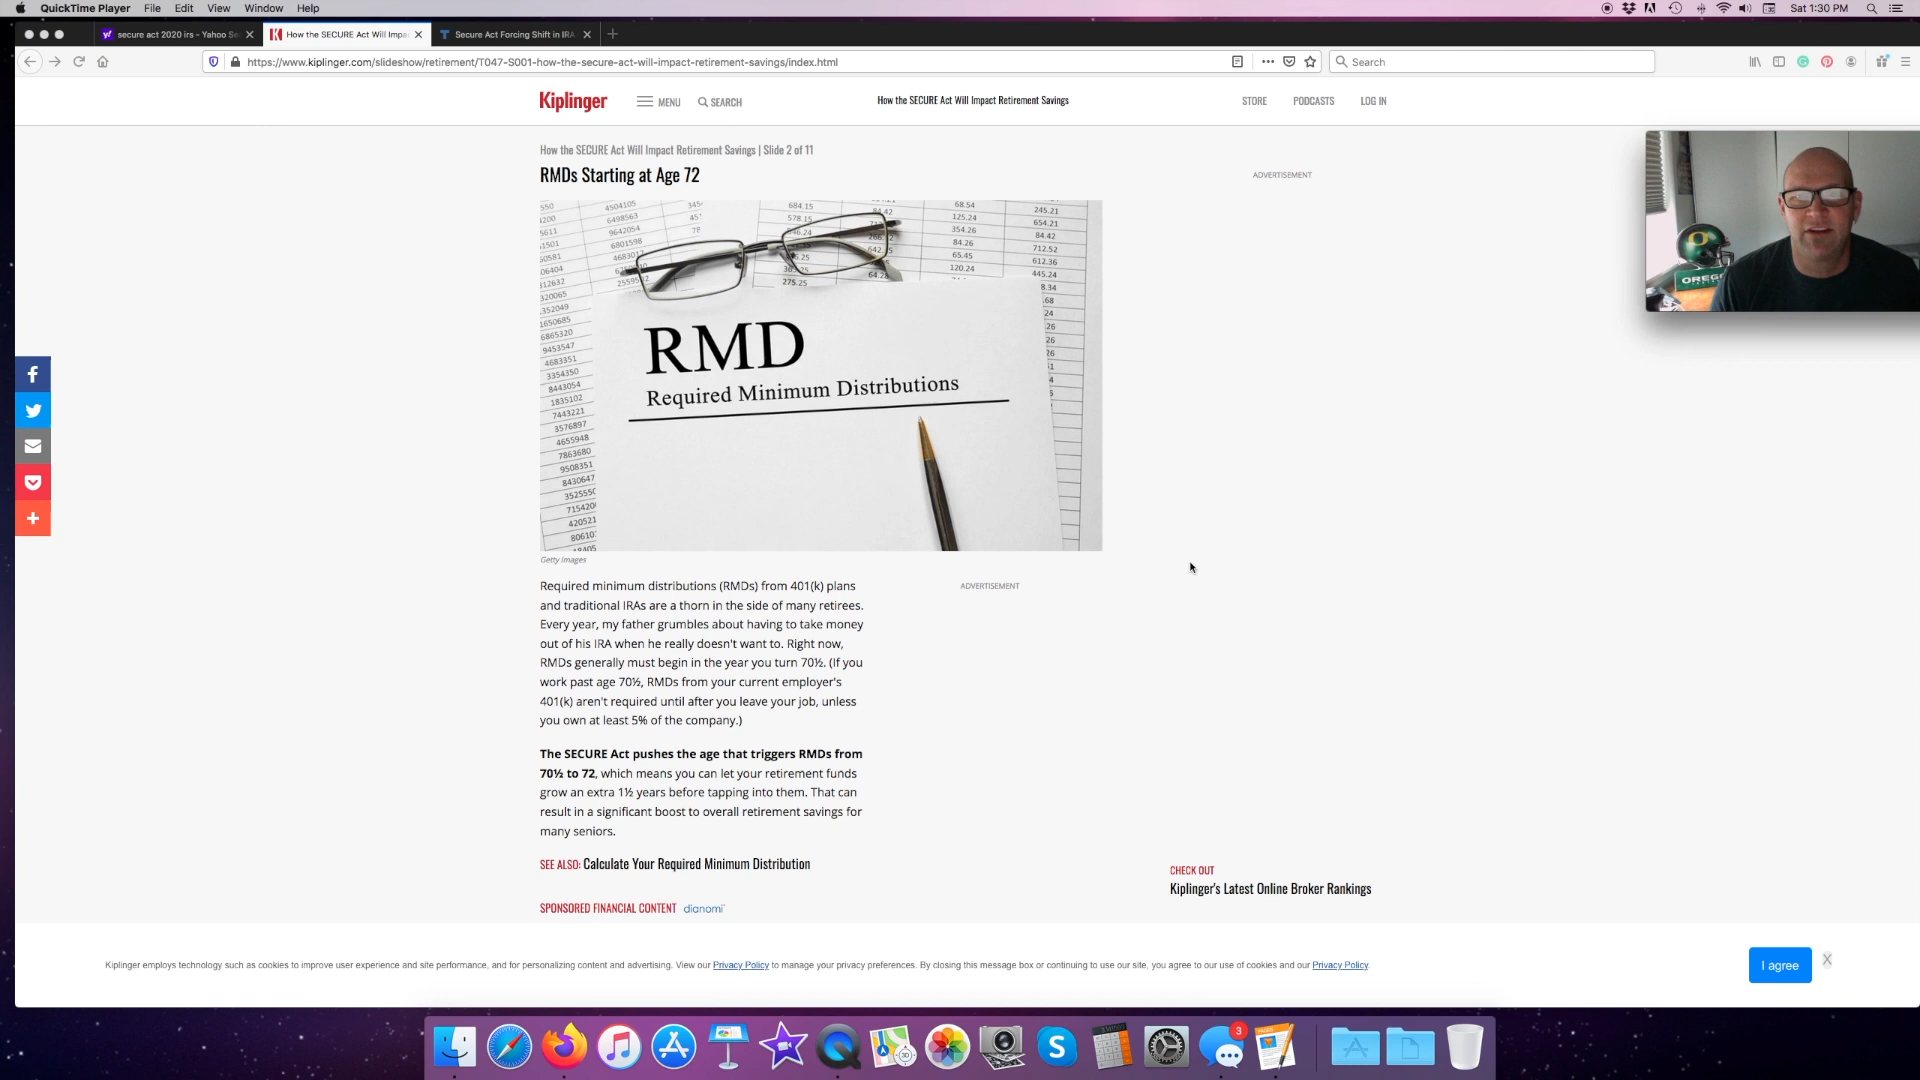 QuickTime Player File Edit View Window Help
Sat 1:30 PM
secure act 2020 irs - Yahoo Se
How the SECURE Act Will Impa
Secure Act Forcing Shift in IRA
https://www.kiplinger.com/slideshow/retirement/T047-S001-how-the-secure-act-will-impact-retirement-savings/index.html
Search
Kiplinger
MENU
SEARCH
How the SECURE Act Will Impact Retirement Savings
STORE
PODCASTS
LOG IN
How the SECURE Act Will Impact Retirement Savings | Slide 2 of 11
RMDs Starting at Age 72
ADVERTISEMENT
RMD
Required Minimum Distributions
OREG
Getty Images
Required minimum distributions (RMDs) from 401(k) plans
and traditional IRAs are a thorn in the side of many retirees.
Every year, my father grumbles about having to take money
out of his IRA when he really doesn't want to. Right now,
RMDs generally must begin in the year you turn 70½. (If you
work past age 70½, RMDs from your current employer's
401(k) aren't required until after you leave your job, unless
you own at least 5% of the company.)
ADVERTISEMENT
The SECURE Act pushes the age that triggers RMDs from
70½ to 72, which means you can let your retirement funds
grow an extra 1½ years before tapping into them. That can
result in a significant boost to overall retirement savings for
many seniors.
SEE ALSO: Calculate Your Required Minimum Distribution
CHECK OUT
Kiplinger's Latest Online Broker Rankings
SPONSORED FINANCIAL CONTENT dianomi
Kiplinger employs technology such as cookies to improve user experience and site performance, and for personalizing content and advertising. View our Privacy Policy to manage your privacy preferences. By closing this message box or continuing to use our site, you agree to our use of cookies and our Privacy Policy.
I agree
X
3